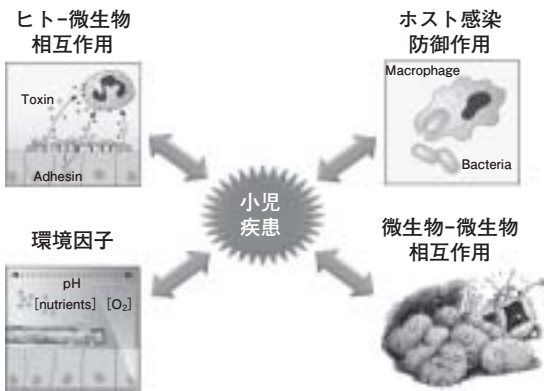 ヒト-微生物
相互作用
Toxin
Adhesin
ホスト感染
防御作用
Macrophage
Bacteria
小児
疾患
環境因子
pH
[nutrients] [O₂]
微生物-微生物
相互作用